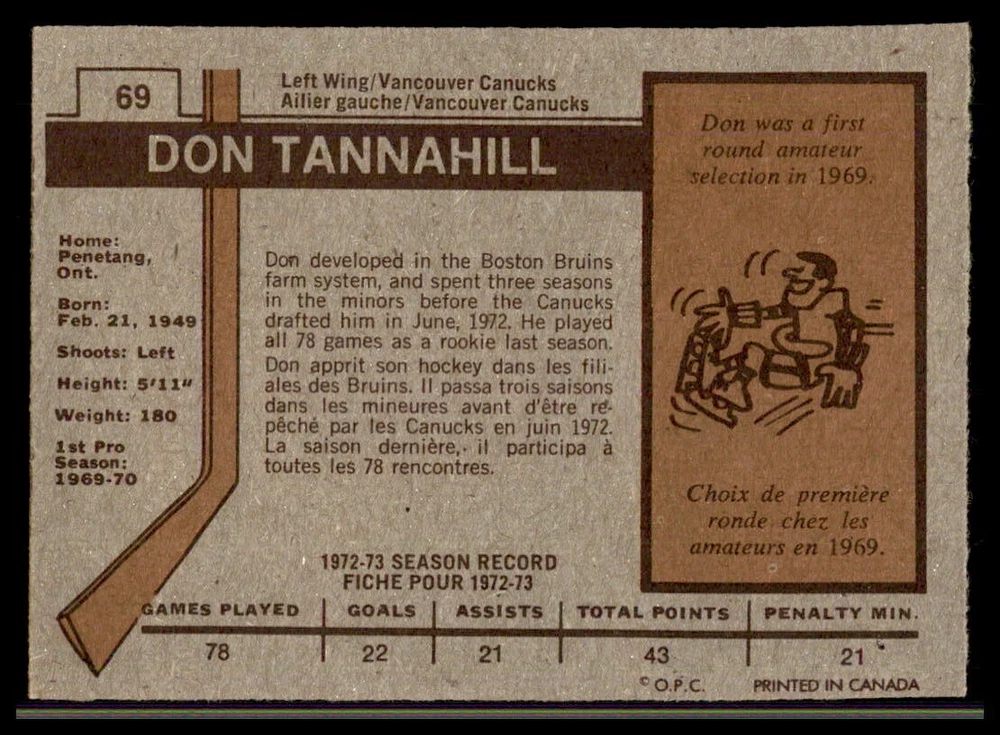 69
Left Wing/Vancouver Canucks
Ailier gauche/Vancouver Canucks
DON TANNAHILL
Don was a first
round amateur
selection in 1969.
Home:
Penetang,
Ont.
Born:
Feb. 21, 1949
Shoots: Left
Height: 5'11"
Weight: 180
1st Pro
Season:
1969-70
Don developed in the Boston Bruins
farm system, and spent three seasons
in the minors before the Canucks
drafted him in June, 1972. He played
all 78 games as a rookie last season.
Don apprit son hockey dans les fili-
ales des Bruins. Il passa trois saisons
dans les mineures avant d'être re-
pêché par les Canucks en juin 1972.
La saison dernière, il participa à
toutes les 78 rencontres.
Choix de première
ronde chez les
amateurs en 1969.
1972-73 SEASON RECORD
FICHE POUR 1972-73
GAMES PLAYED GOALS ASSISTS TOTAL POINTS PENALTY MIN.
78 22 21 43 21
© O.P.C. PRINTED IN CANADA